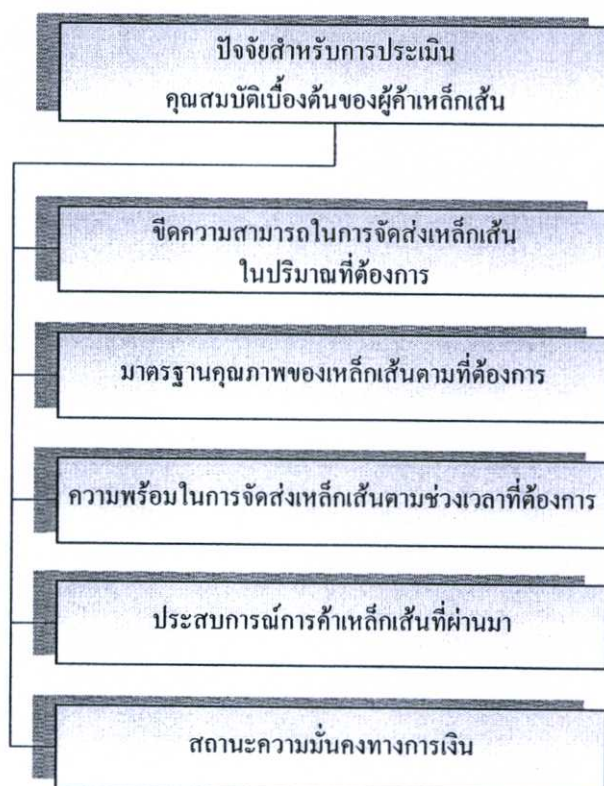 ปัจจัยสำหรับการประเมิน
คุณสมบัติเบื้องต้นของผู้ค้าเหล็กเส้น
ขีดความสามารถในการจัดส่งเหล็กเส้น
ในปริมาณที่ต้องการ
มาตรฐานคุณภาพของเหล็กเส้นตามที่ต้องการ
ความพร้อมในการจัดส่งเหล็กเส้นตามช่วงเวลาที่ต้องการ
ประสบการณ์การค้าเหล็กเส้นที่ผ่านมา
สถานะความมั่นคงทางการเงิน